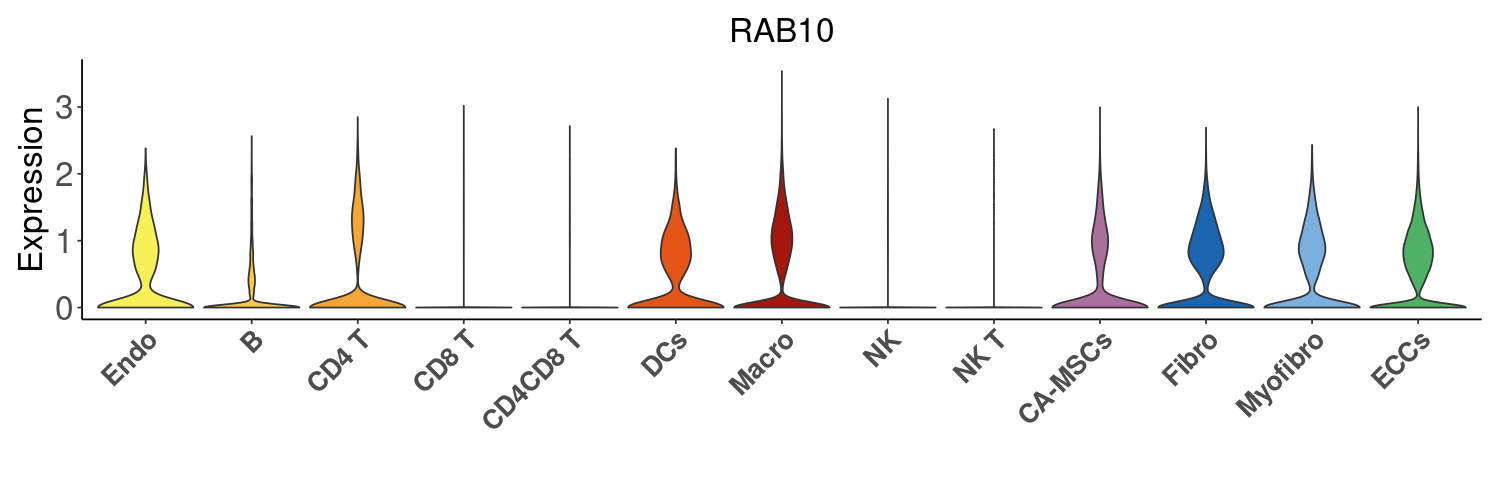 RAB10
Expression
3
2
1
0
Endo
B
CD4 T
CD8 T
CD4CD8 T
DCs
Macro
NK
NK T
CA-MSCs
Fibro
Myofibro
ECCs